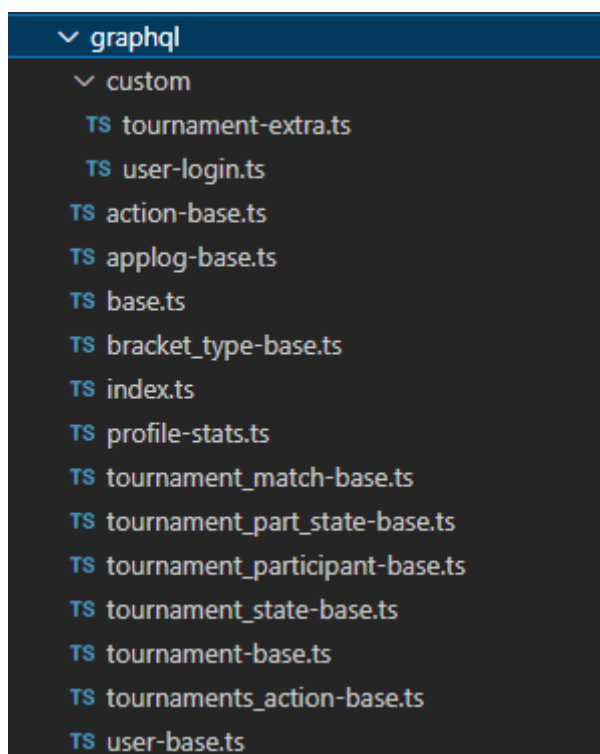 graphql
custom
TS tournament-extra.ts
TS user-login.ts
TS action-base.ts
TS applog-base.ts
TS base.ts
TS bracket_type-base.ts
TS index.ts
TS profile-stats.ts
TS tournament_match-base.ts
TS tournament_part_state-base.ts
TS tournament_participant-base.ts
TS tournament_state-base.ts
TS tournament-base.ts
TS tournaments_action-base.ts
TS user-base.ts